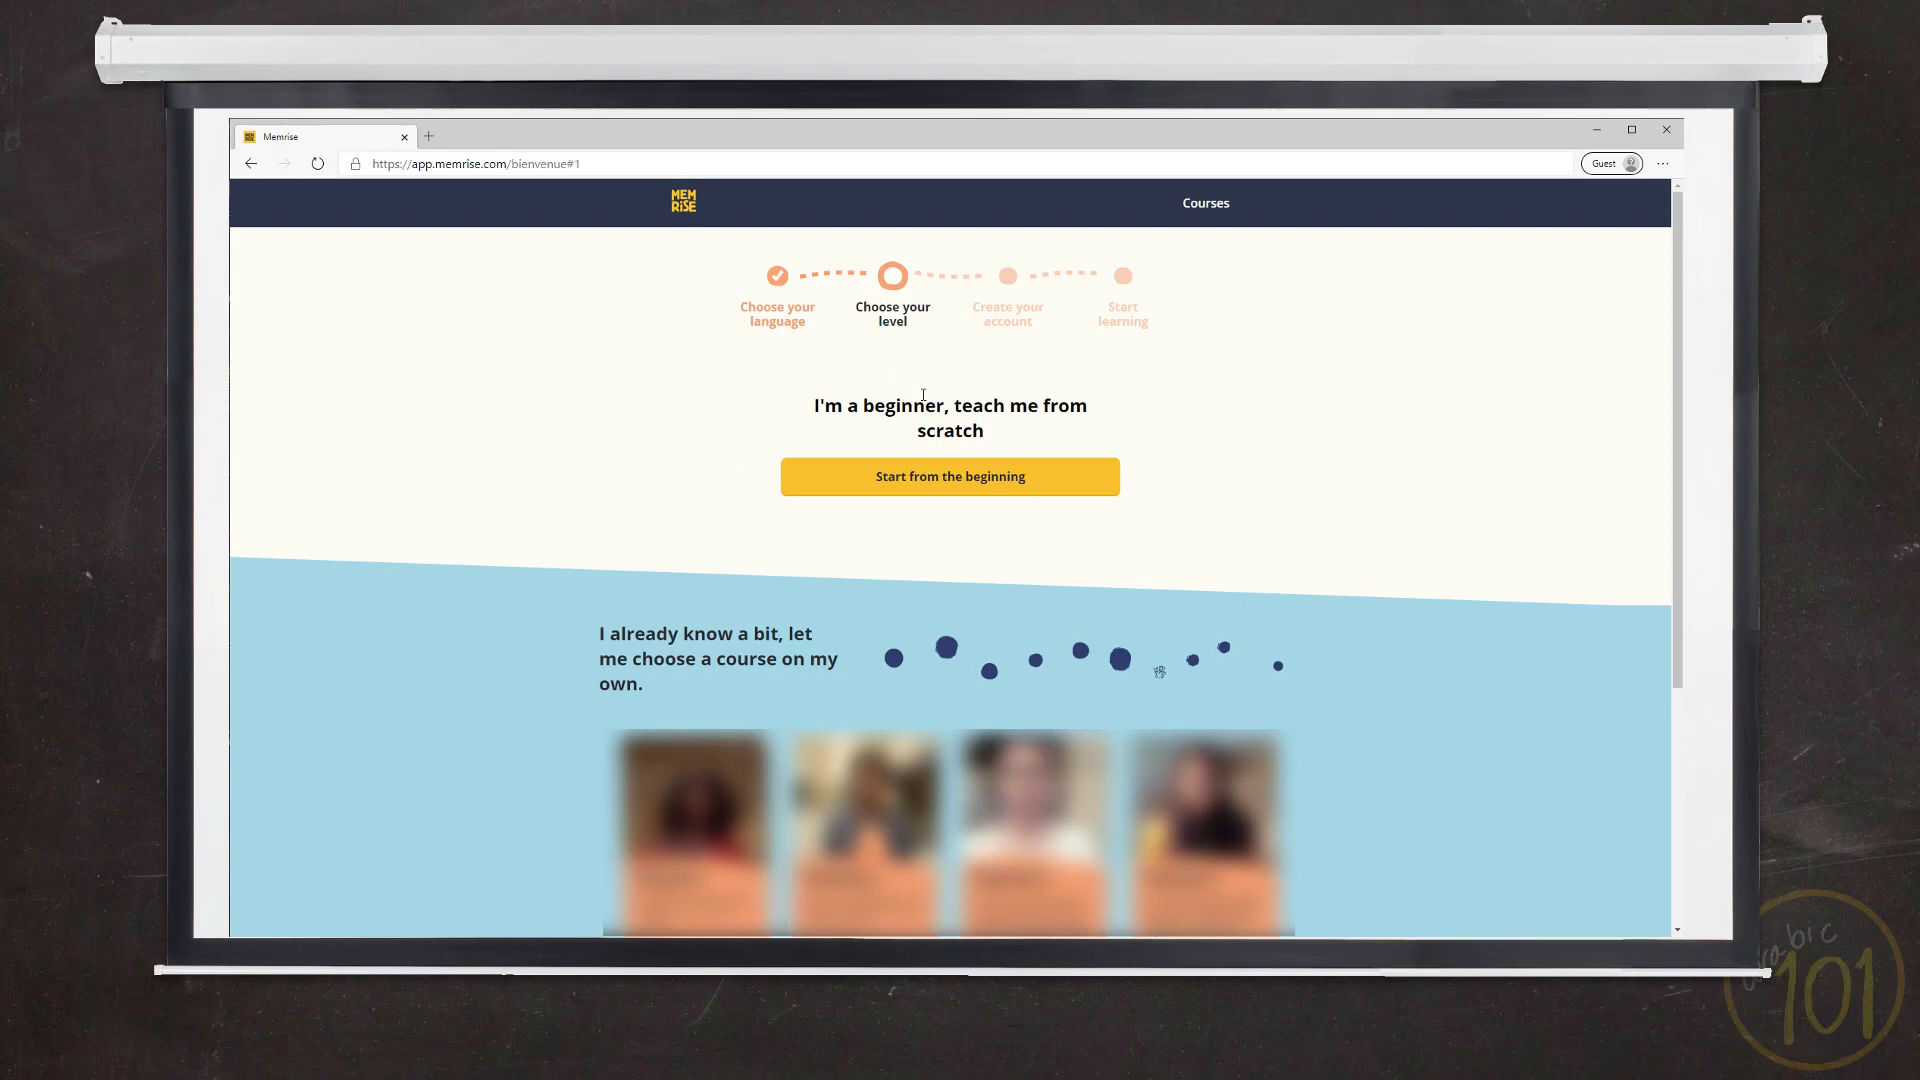 Memrise
https://app.memrise.com/bienvenue#1
Guest
MEM
RiSE
Courses
Choose your
language
Choose your
level
Create your
account
Start
learning
I'm a beginner, teach me from
scratch
Start from the beginning
I already know a bit, let
me choose a course on my
own.
arabic
101